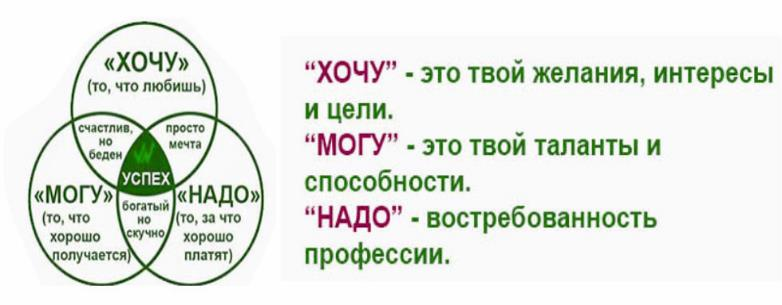 «ХОЧУ»
(то, что любишь)
счастлив,
но
беден
просто
мечта
УСПЕХ
«МОГУ»
(то, что
хорошо
получается)
богатый
но
скучно
«НАДО»
(то, за что
хорошо
платят)
“ХОЧУ” - это твой желания, интересы
и цели.
“МОГУ” - это твой таланты и
способности.
“НАДО” - востребованность
профессии.